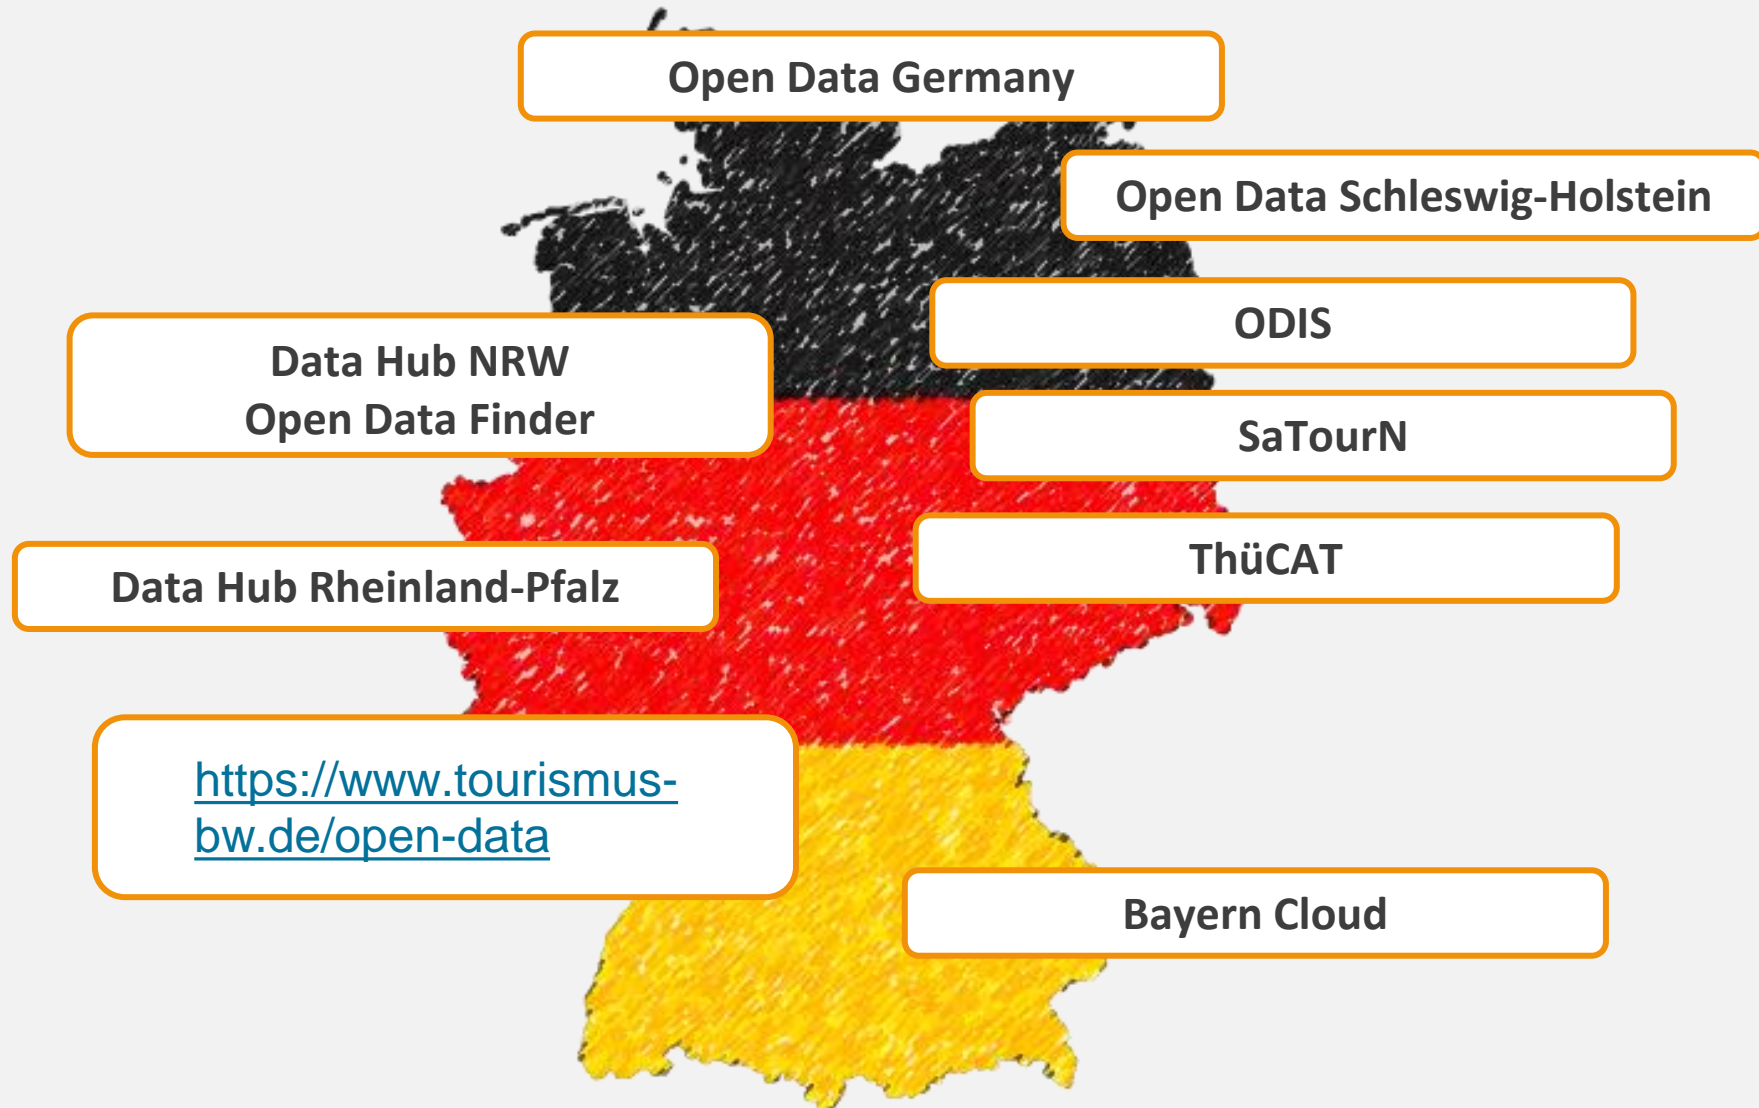 Open Data Germany
Open Data Schleswig-Holstein
ODIS
Data Hub NRW
Open Data Finder
SaTourN
ThüCAT
Data Hub Rheinland-Pfalz
https://www.tourismus-
bw.de/open-data
Bayern Cloud